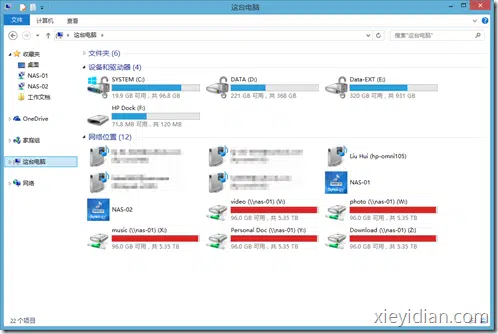 这台电脑
文件 计算机 查看
这台电脑
搜索"这台电脑"
收藏夹
桌面
NAS-01
NAS-02
工作文档
OneDrive
家庭组
这台电脑
网络
文件夹 (6)
设备和驱动器 (4)
SYSTEM (C:)
19.9 GB 可用，共 96.8 GB
DATA (D:)
221 GB 可用，共 368 GB
Data-EXT (E:)
320 GB 可用，共 931 GB
HP Dock (F:)
71.8 MB 可用，共 120 MB
网络位置 (12)
Liu Hui (hp-omni105)
NAS-01
NAS-02
video (\\nas-01) (V:)
96.0 GB 可用，共 5.35 TB
photo (\\nas-01) (W:)
96.0 GB 可用，共 5.35 TB
music (\\nas-01) (X:)
96.0 GB 可用，共 5.35 TB
Personal Doc (\\nas-01) (Y:)
96.0 GB 可用，共 5.35 TB
Download (\\nas-01) (Z:)
96.0 GB 可用，共 5.35 TB
22 个项目
xieyidian.com